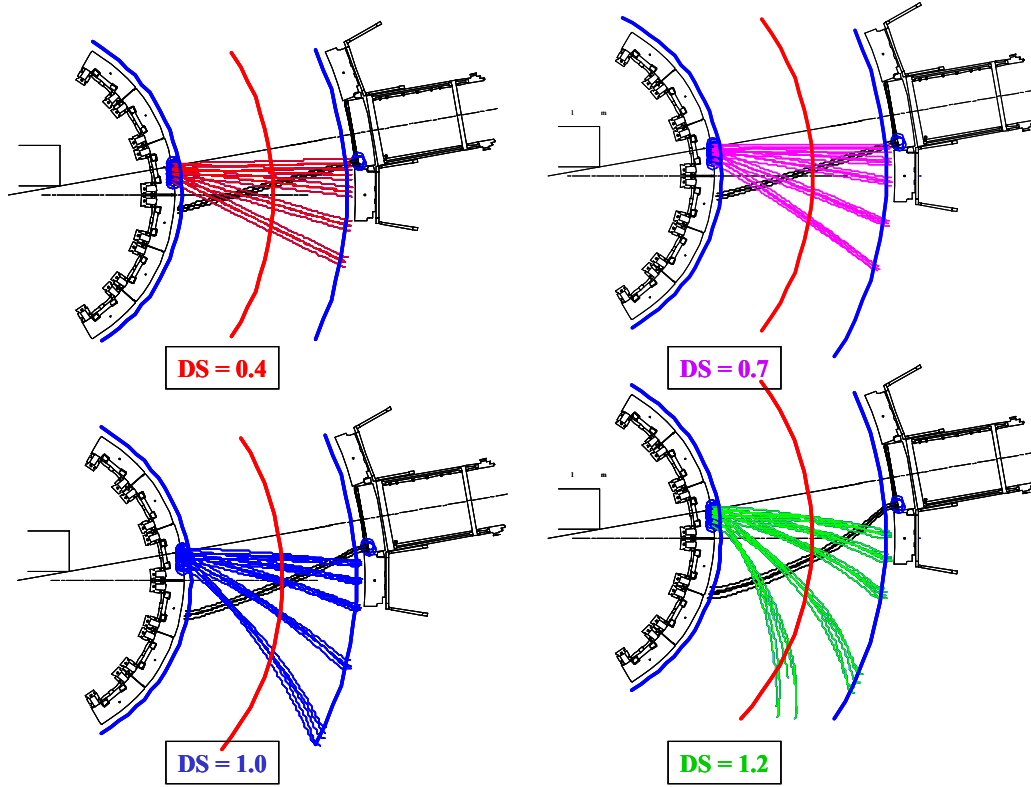 l m
DS = 0.4
DS = 0.7
l m
DS = 1.0
DS = 1.2